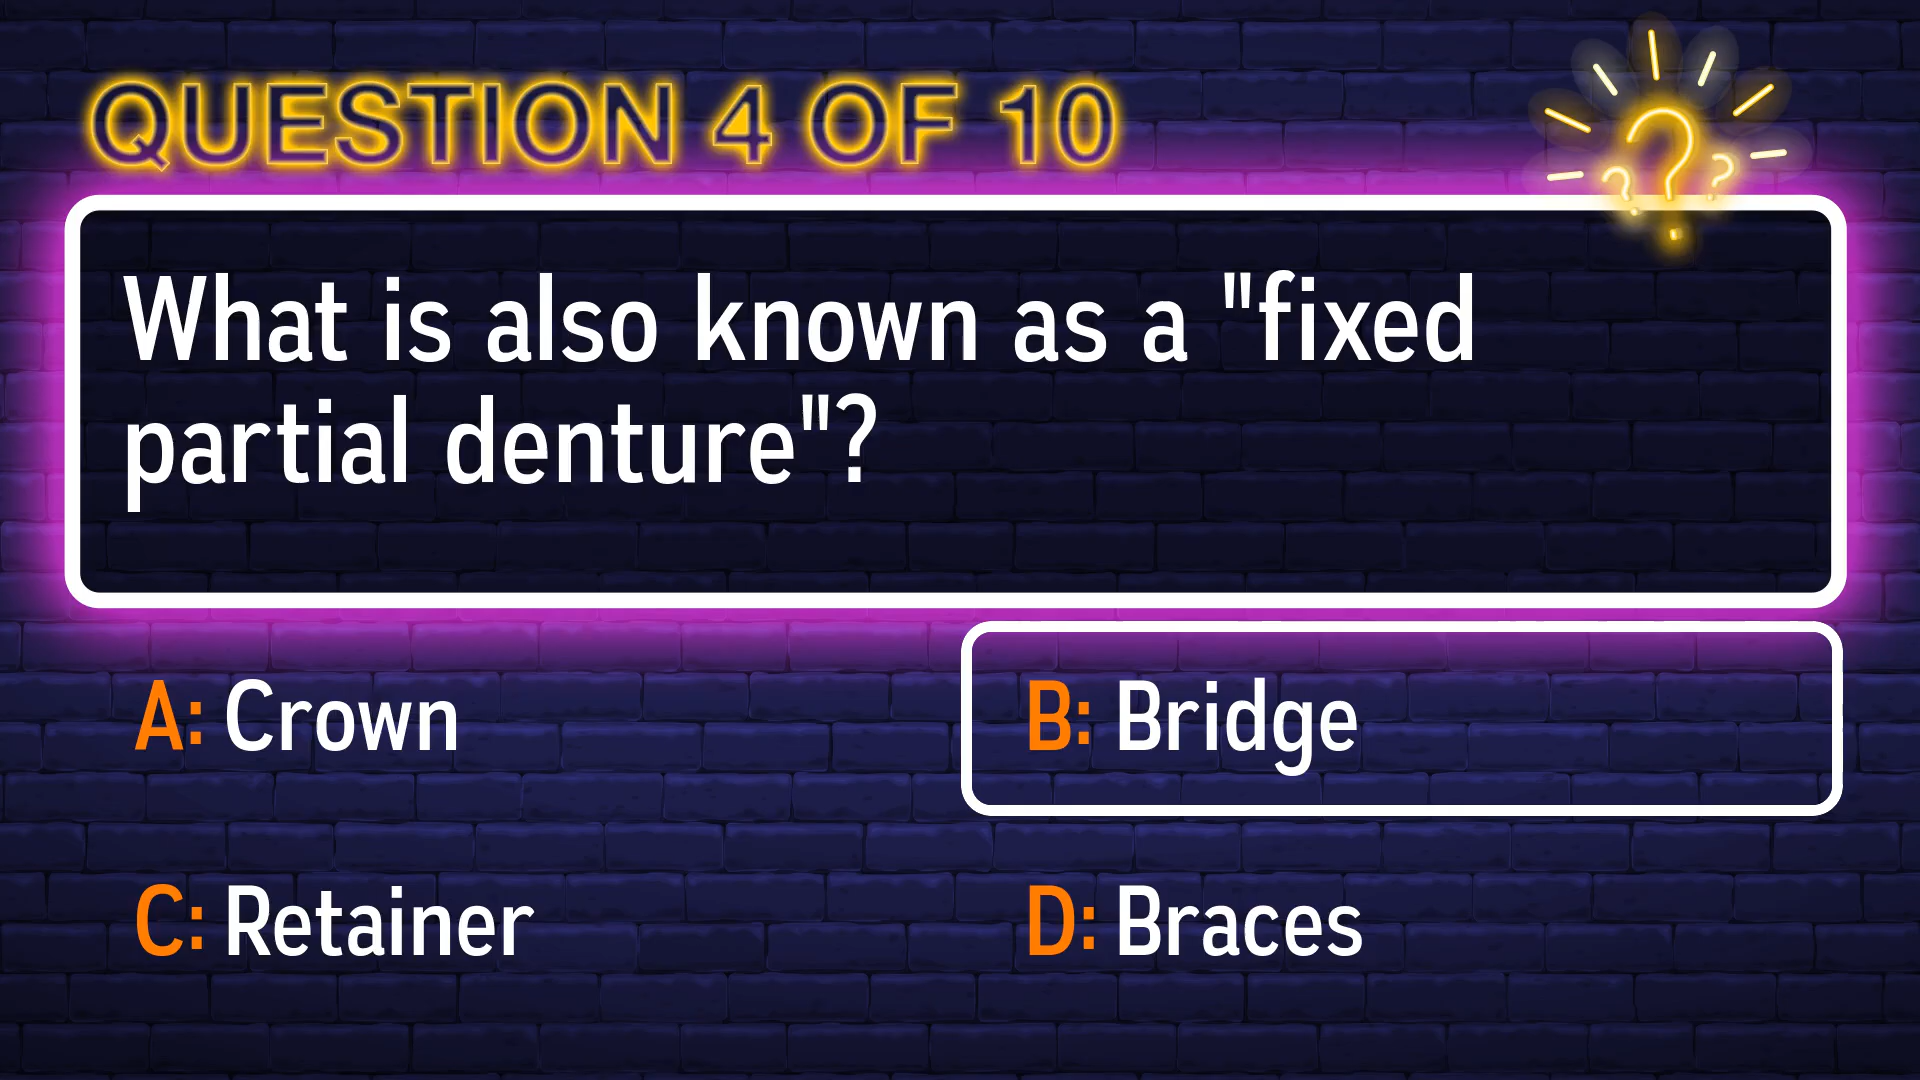 QUESTION 4 OF 10
What is also known as a "fixed
partial denture"?
A: Crown
B: Bridge
C: Retainer
D: Braces